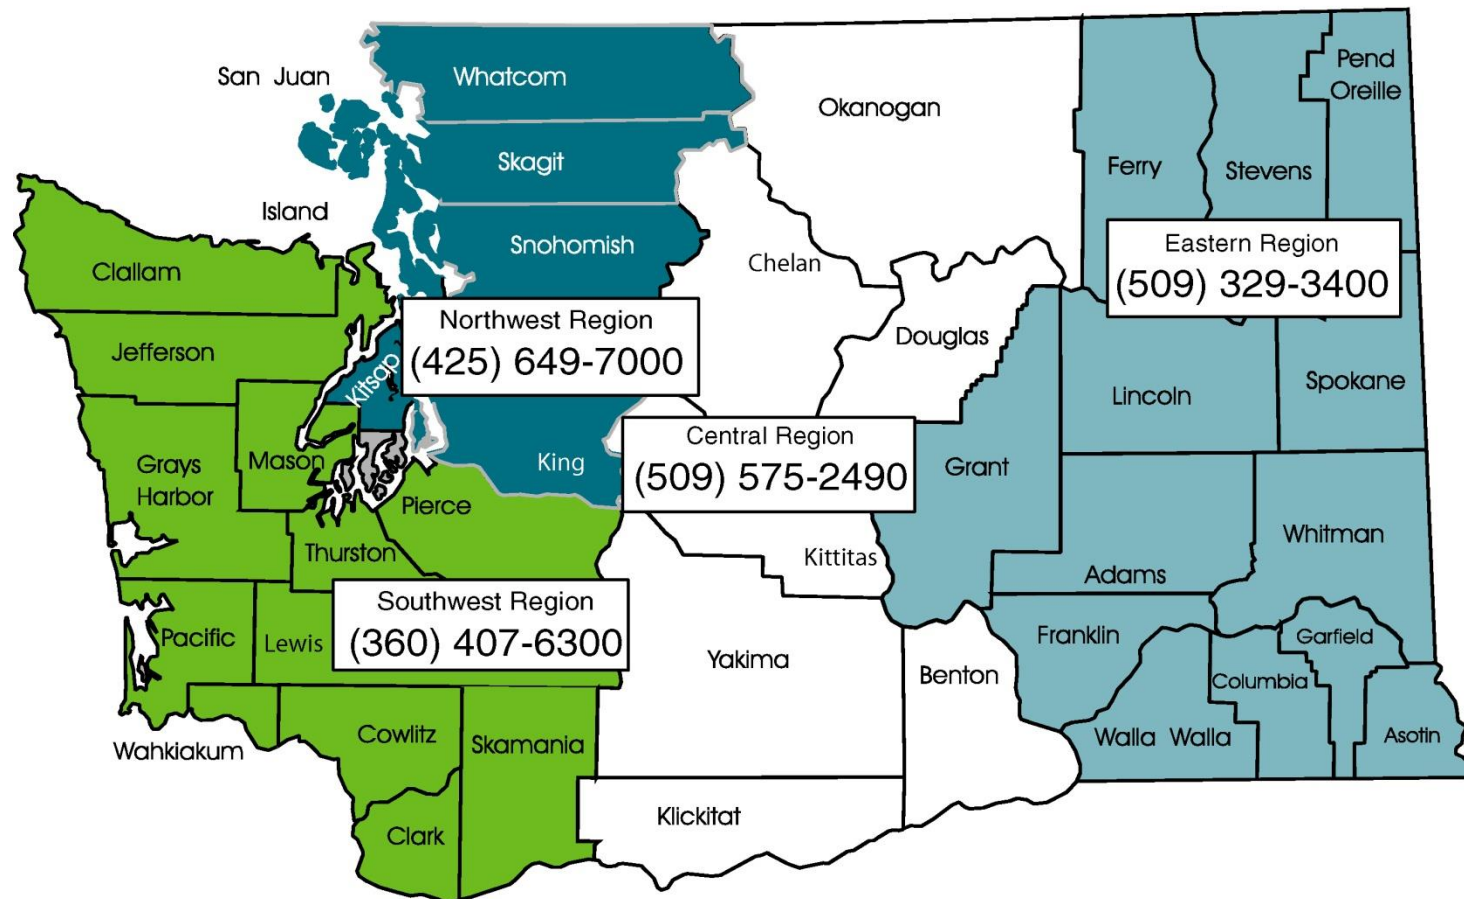 San Juan
Whatcom
Okanogan
Pend
Oreille
Skagit
Ferry
Stevens
Island
Snohomish
Chelan
Eastern Region
(509) 329-3400
Clallam
Northwest Region
(425) 649-7000
Douglas
Jefferson
Kitsap
Lincoln
Spokane
Central Region
(509) 575-2490
Grays
Harbor
Mason
King
Grant
Pierce
Whitman
Thurston
Kittitas
Adams
Southwest Region
(360) 407-6300
Pacific
Lewis
Yakima
Benton
Franklin
Garfield
Columbia
Wahkiakum
Cowlitz
Skamania
Walla Walla
Asotin
Klickitat
Clark